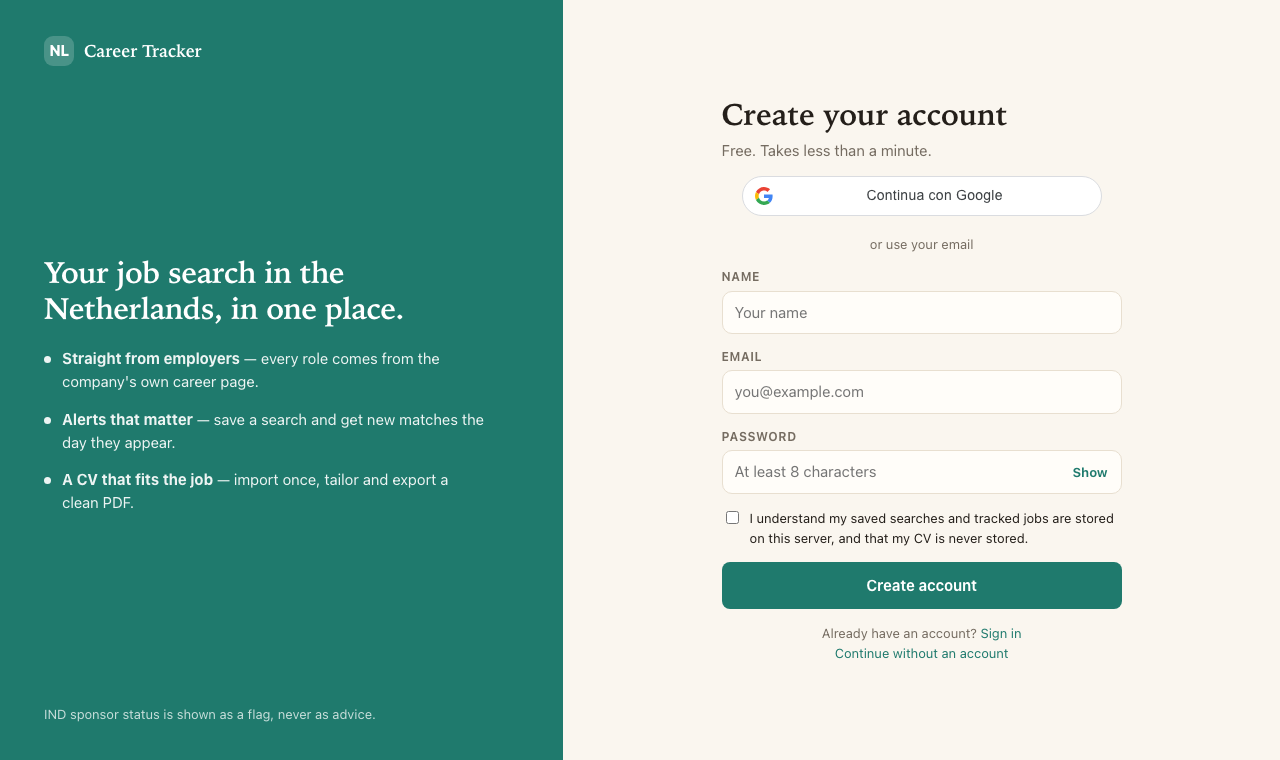 NL Career Tracker
Your job search in the
Netherlands, in one place.
Straight from employers — every role comes from the
company's own career page.
Alerts that matter — save a search and get new matches the
day they appear.
A CV that fits the job — import once, tailor and export a
clean PDF.
IND sponsor status is shown as a flag, never as advice.
Create your account
Free. Takes less than a minute.
Continua con Google
or use your email
NAME
Your name
EMAIL
you@example.com
PASSWORD
At least 8 characters Show
I understand my saved searches and tracked jobs are stored
on this server, and that my CV is never stored.
Create account
Already have an account? Sign in
Continue without an account